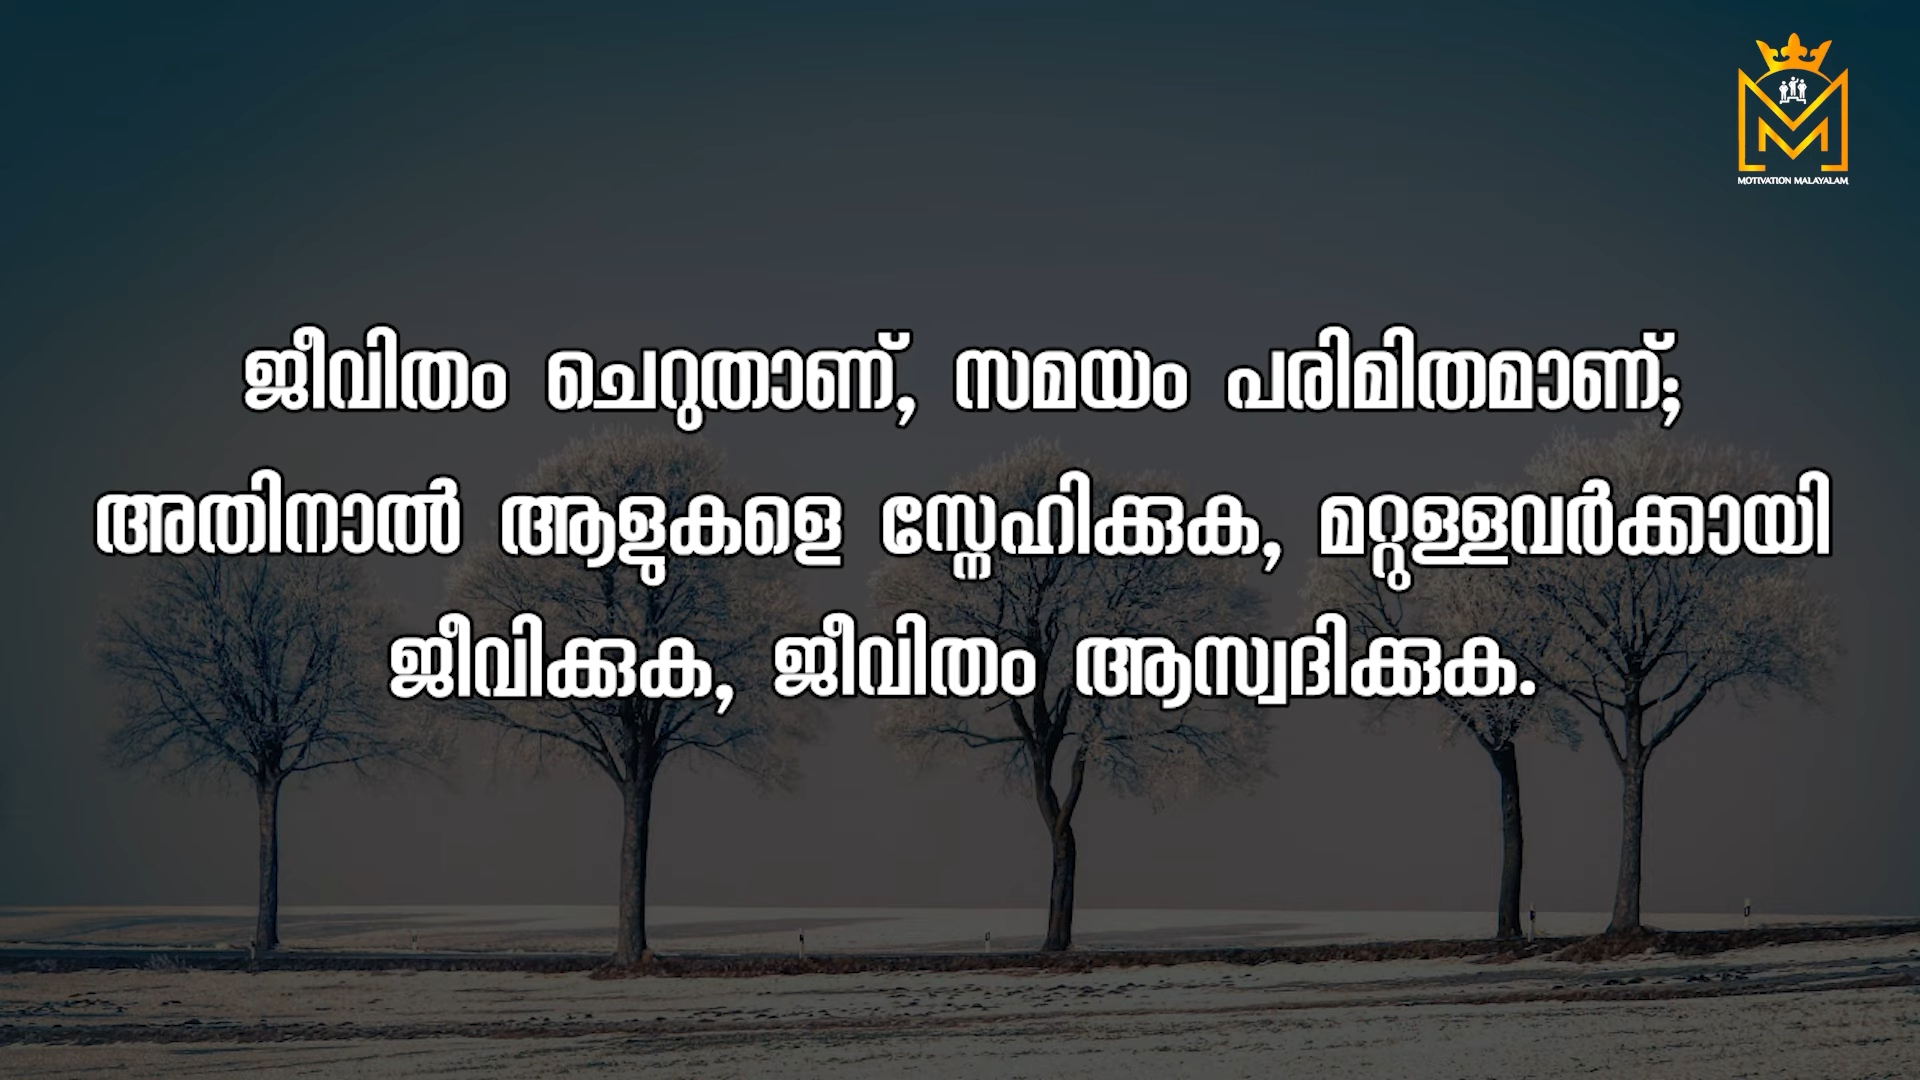 MOTIVATION MALAYALAM
ജീവിതം ചെറുതാണ്, സമയം പരിമിതമാണ്;
അതിനാൽ ആളുകളെ സ്നേഹിക്കുക, മറ്റുള്ളവർക്കായി
ജീവിക്കുക, ജീവിതം ആസ്വദിക്കുക.